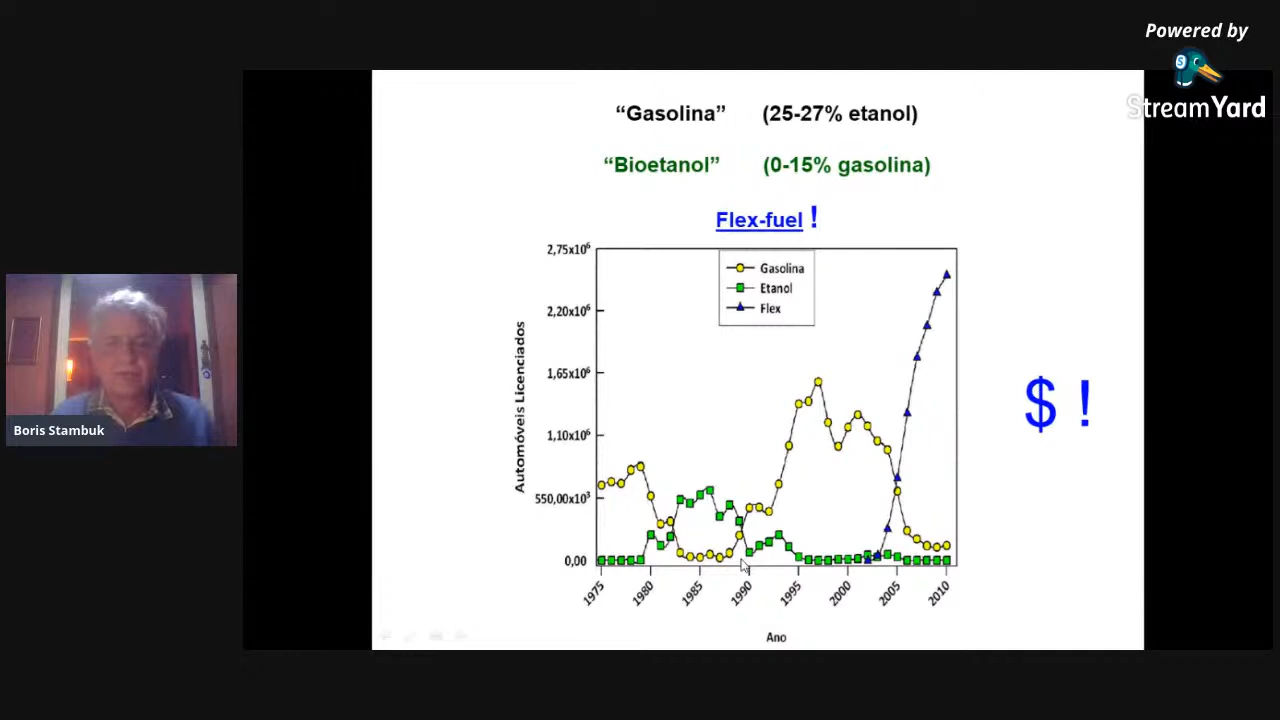 Powered by
StreamYard
“Gasolina” (25-27% etanol)
“Bioetanol” (0-15% gasolina)
Flex-fuel !
2,75x10⁶
2,20x10⁶
1,65x10⁶
1,10x10⁶
550,00x10³
0,00
Automóveis Licenciados
Gasolina
Etanol
Flex
1975
1980
1985
1990
1995
2000
2005
2010
Ano
$ !
Boris Stambuk